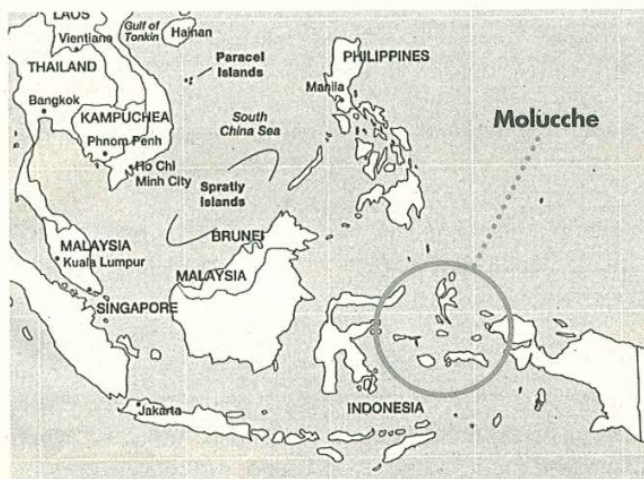 LAOS
Vientiane
Gulf of
Tonkin
Hainan
THAILAND
Paracel
Islands
PHILIPPINES
Manila
Bangkok
KAMPUCHEA
Phnom Penh
South
China Sea
Molucche
Ho Chi
Minh City
Spratly
Islands
BRUNEI
MALAYSIA
Kuala Lumpur
MALAYSIA
SINGAPORE
Jakarta
INDONESIA